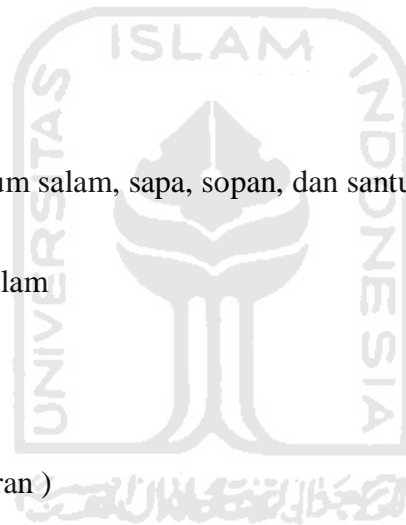 ISLAM
UNIVERSITAS
INDONESIA
um salam, sapa, sopan, dan santu
lam
ran )